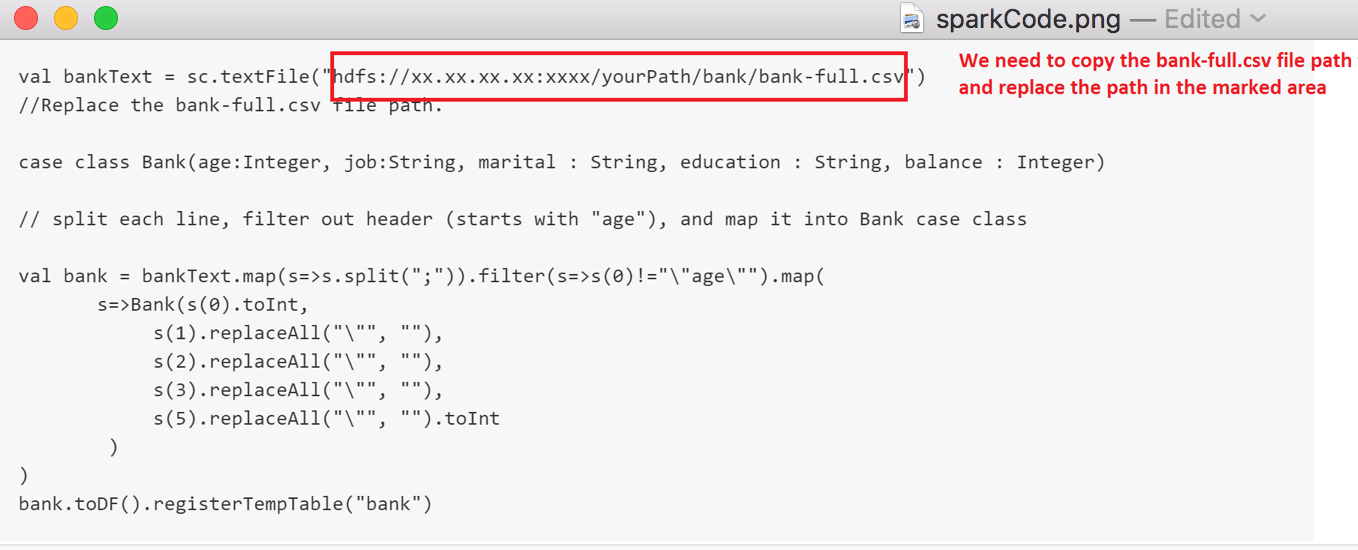 sparkCode.png — Edited
val bankText = sc.textFile("hdfs://xx.xx.xx.xx:xxxx/yourPath/bank/bank-full.csv")
We need to copy the bank-full.csv file path
and replace the path in the marked area
//Replace the bank-full.csv file path.
case class Bank(age:Integer, job:String, marital : String, education : String, balance : Integer)
// split each line, filter out header (starts with "age"), and map it into Bank case class
val bank = bankText.map(s=>s.split(";")).filter(s=>s(0)!="\"age\"").map(
s=>Bank(s(0).toInt,
s(1).replaceAll("\"", ""),
s(2).replaceAll("\"", ""),
s(3).replaceAll("\"", ""),
s(5).replaceAll("\"", "").toInt
)
)
bank.toDF().registerTempTable("bank")